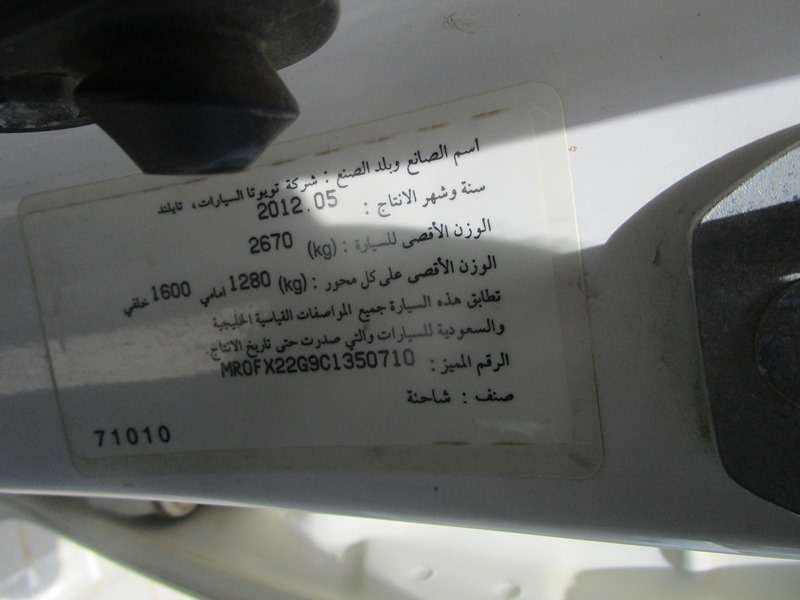 اسم الصانع وبلد الصنع : شركة تويوتا السيارات، تايلند
سنة وشهر الانتاج : 2012.05
الوزن الأقصى للسيارة : (kg) 2670
الوزن الأقصى على كل محور : (kg) 1280 امامي 1600 خلفي
تطابق هذه السيارة جميع المواصفات القياسية الخليجية
والسعودية للسيارات والتي صدرت حتى تاريخ الانتاج.
الرقم المميز : MR0FX22G9C1350710
صنف : شاحنة
71010